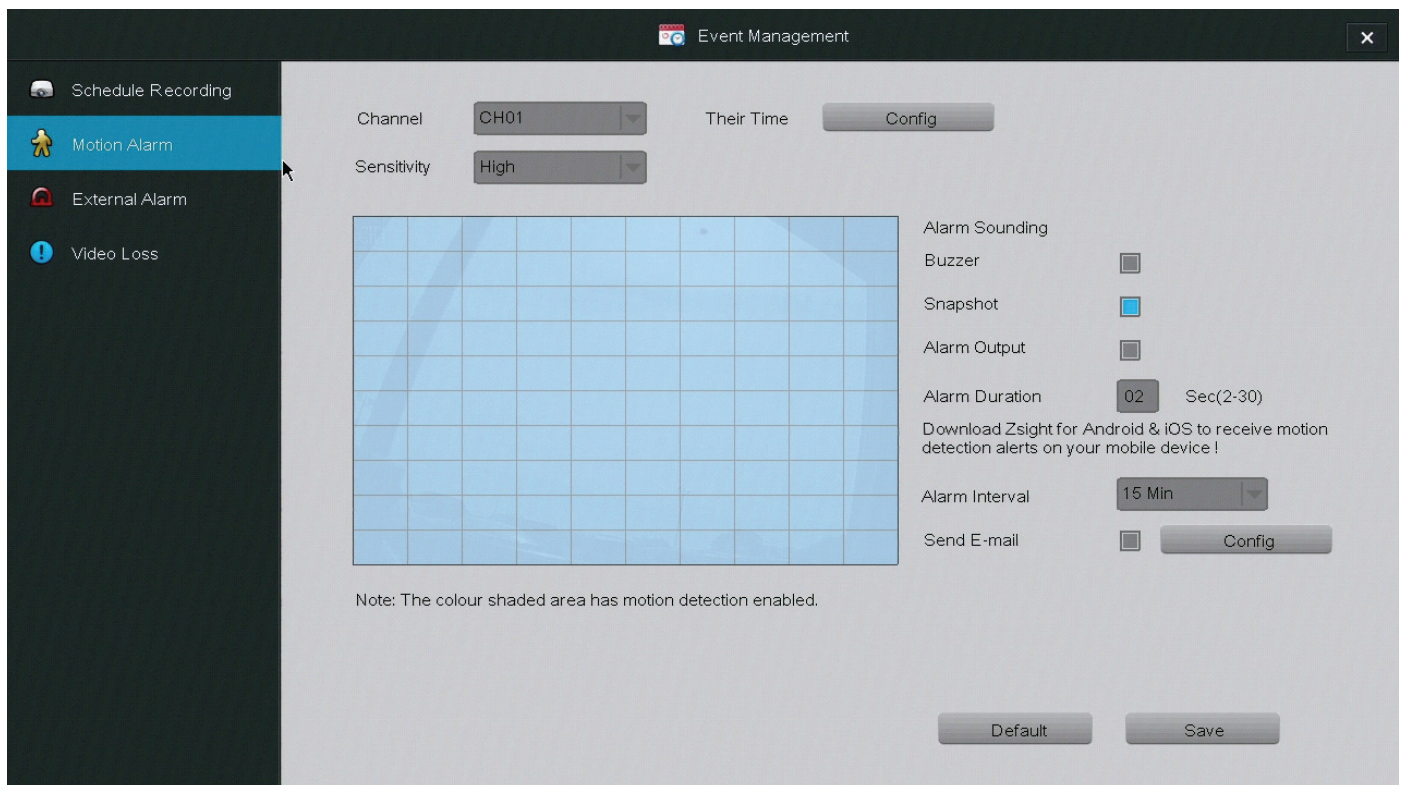 Event Management
Schedule Recording
Motion Alarm
External Alarm
Video Loss
Channel CH01 Their Time Config
Sensitivity High
Alarm Sounding
Buzzer
Snapshot
Alarm Output
Alarm Duration 02 Sec(2-30)
Download Zsight for Android & iOS to receive motion
detection alerts on your mobile device !
Alarm Interval 15 Min
Send E-mail Config
Note: The colour shaded area has motion detection enabled.
Default Save